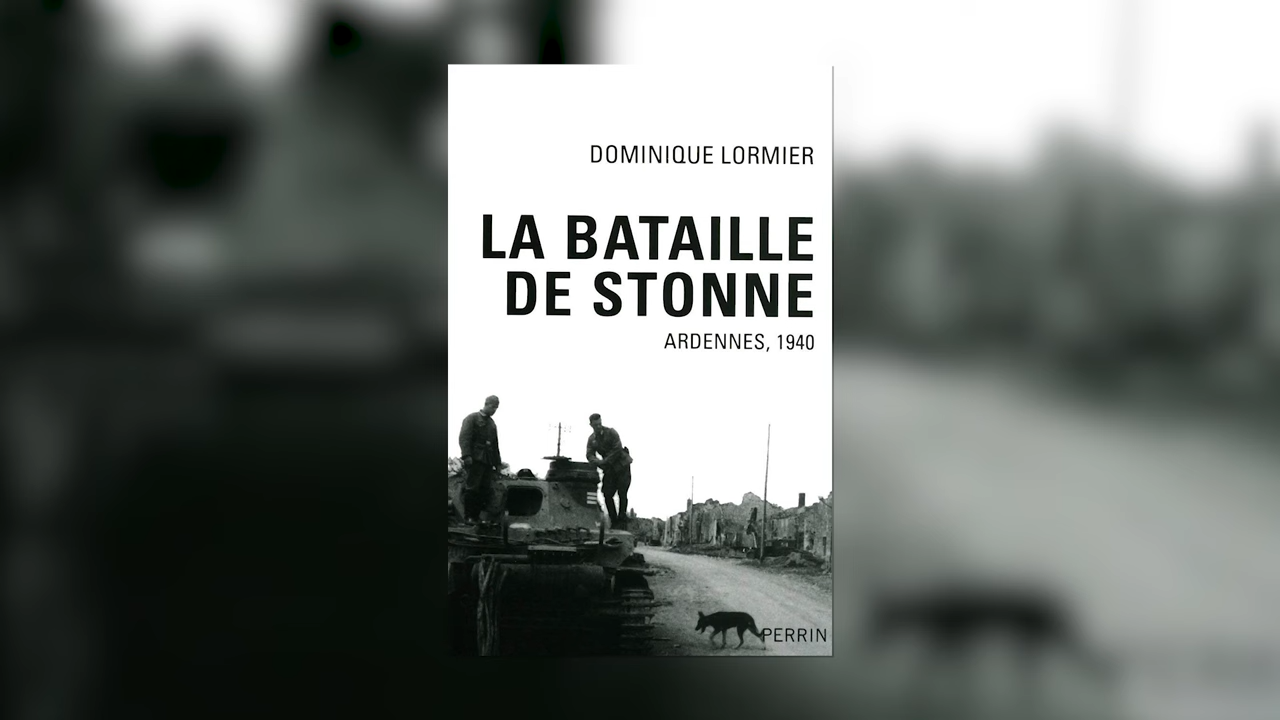 DOMINIQUE LORMIER
LA BATAILLE
DE STONNE
ARDENNES, 1940
PERRIN